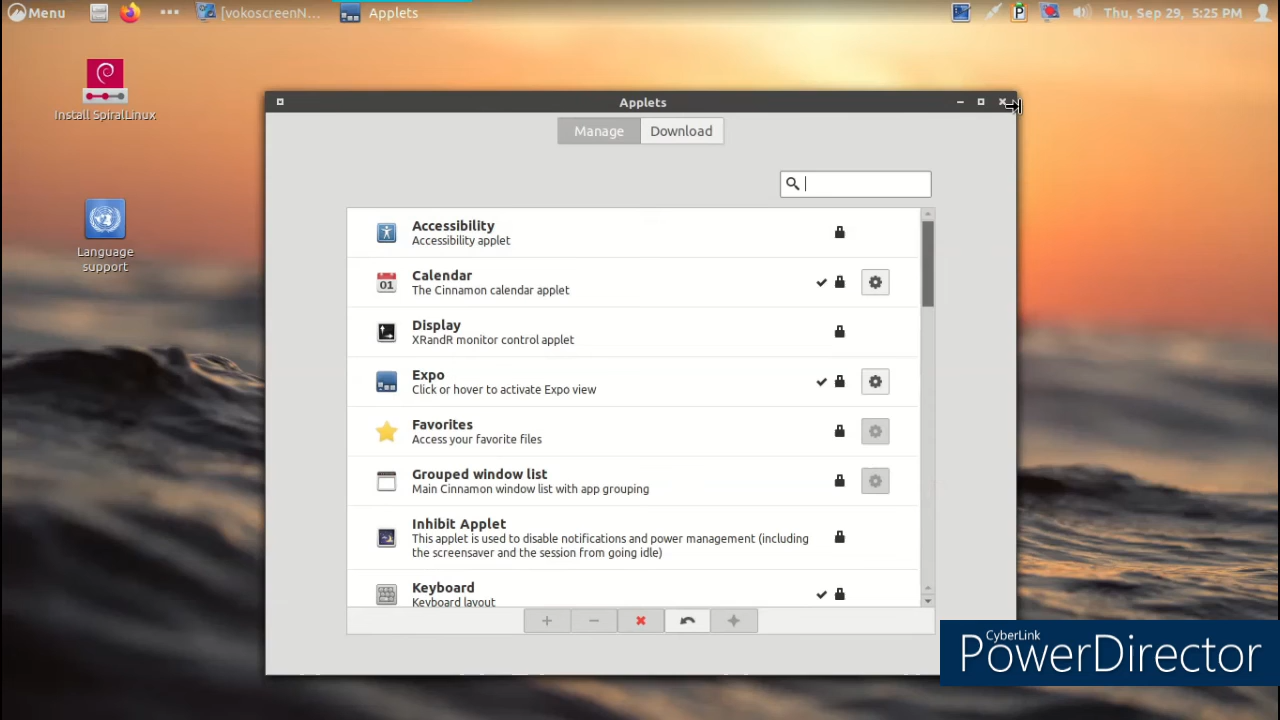 Menu
[vokoscreenN...
Applets
Thu, Sep 29, 5:25 PM
Install SpiralLinux
Language
support
Applets
Manage
Download
Accessibility
Accessibility applet
01
Calendar
The Cinnamon calendar applet
Display
XRandR monitor control applet
Expo
Click or hover to activate Expo view
Favorites
Access your favorite files
Grouped window list
Main Cinnamon window list with app grouping
Inhibit Applet
This applet is used to disable notifications and power management (including
the screensaver and the session from going idle)
Keyboard
Keyboard layout
CyberLink
PowerDirector